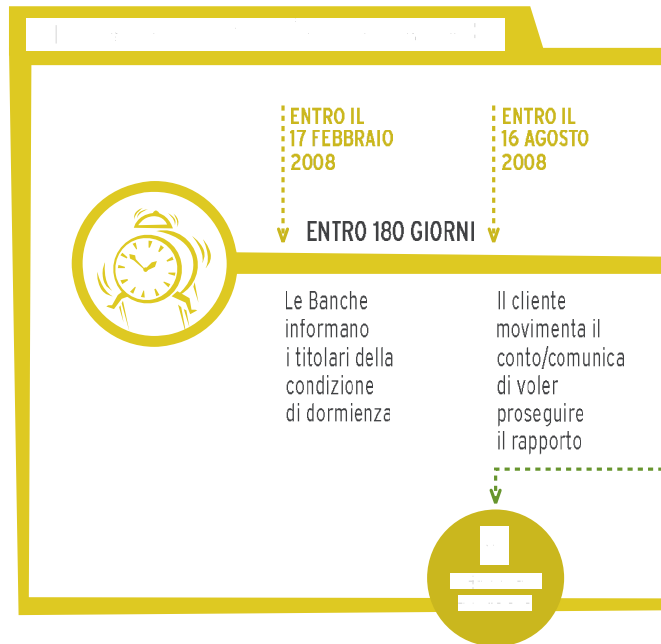 ENTRO IL
17 FEBBRAIO
2008
ENTRO IL
16 AGOSTO
2008
ENTRO 180 GIORNI
Le Banche
informano
i titolari della
condizione
di dormienza
Il cliente
movimenta il
conto/comunica
di voler
proseguire
il rapporto